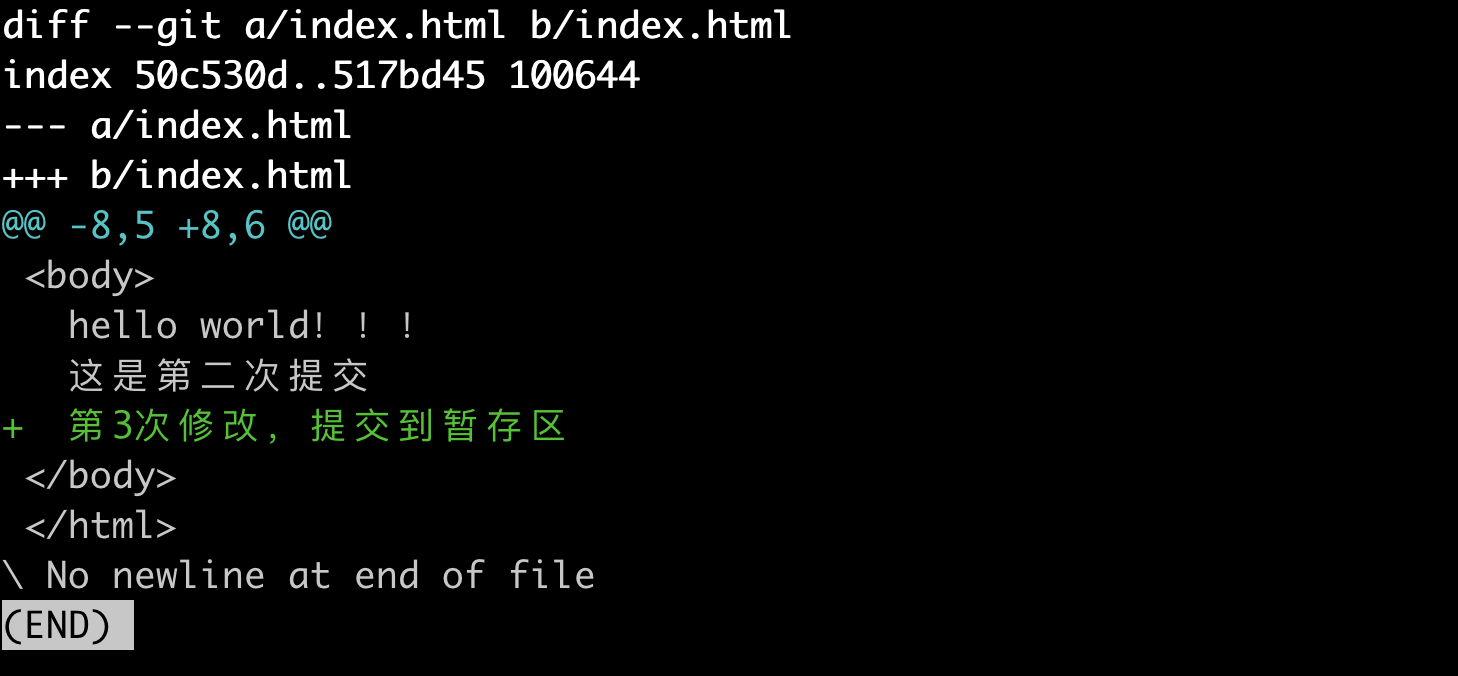 diff --git a/index.html b/index.html
index 50c530d..517bd45 100644
--- a/index.html
+++ b/index.html
@@ -8,5 +8,6 @@
 <body>
   hello world！！！
   这是第二次提交
+  第3次修改，提交到暂存区
 </body>
 </html>
\ No newline at end of file
(END)